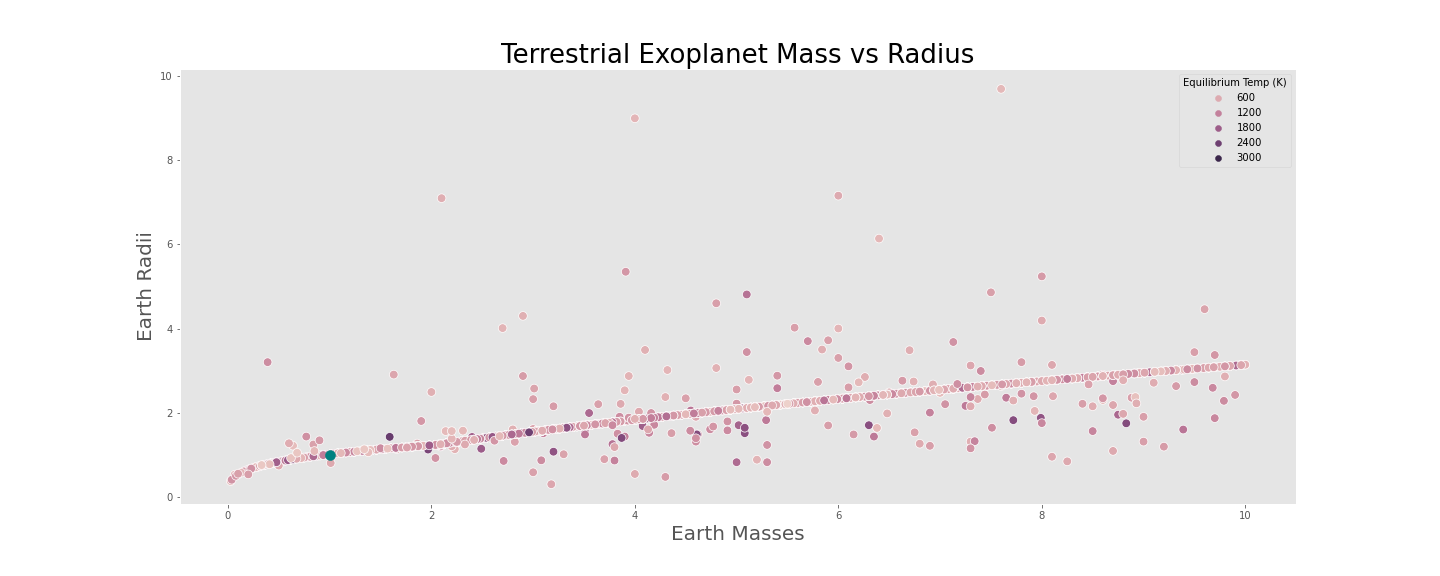 Terrestrial Exoplanet Mass vs Radius
Equilibrium Temp (K)
600
1200
1800
2400
3000
Earth Radii
10
8
6
4
2
0
0 2 4 6 8 10
Earth Masses